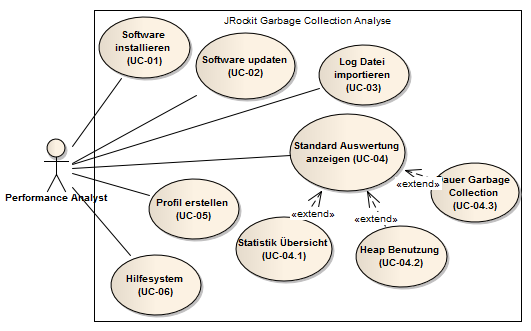 JRockit Garbage Collection Analyse
Software
installieren
(UC-01)
Software updaten
(UC-02)
Log Datei
importieren
(UC-03)
Standard Auswertung
anzeigen (UC-04)
Performance Analyst
Profil erstellen
(UC-05)
«extend»
auer Garbage
Collection
(UC-04.3)
«extend»
«extend»
Statistik Übersicht
(UC-04.1)
Heap Benutzung
(UC-04.2)
Hilfesystem
(UC-06)